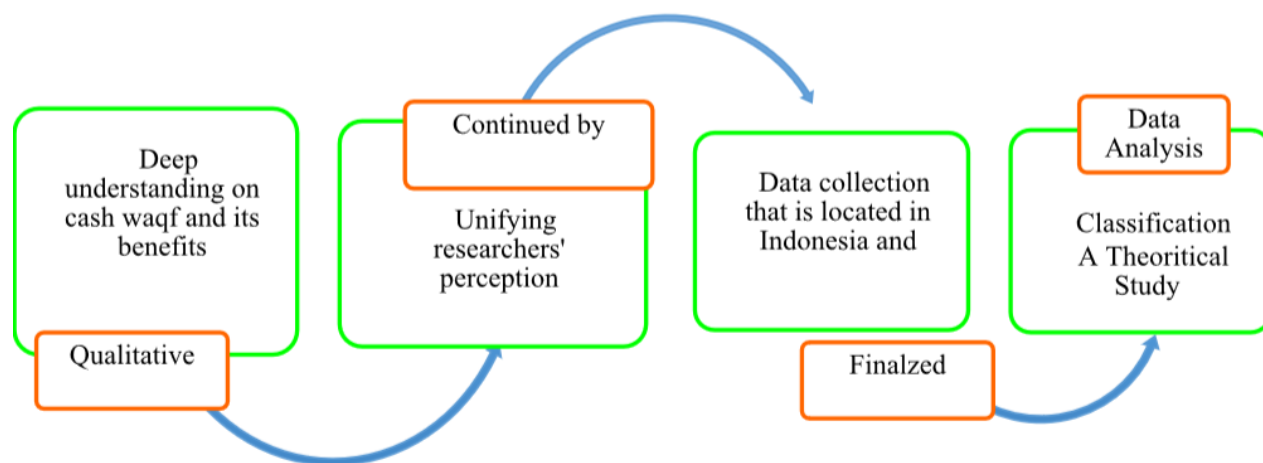 Deep
understanding on
cash waqf and its
benefits
Qualitative
Continued by
Unifying
researchers'
perception
Data collection
that is located in
Indonesia and
Finalzed
Data
Analysis
Classification
A Theoritical
Study